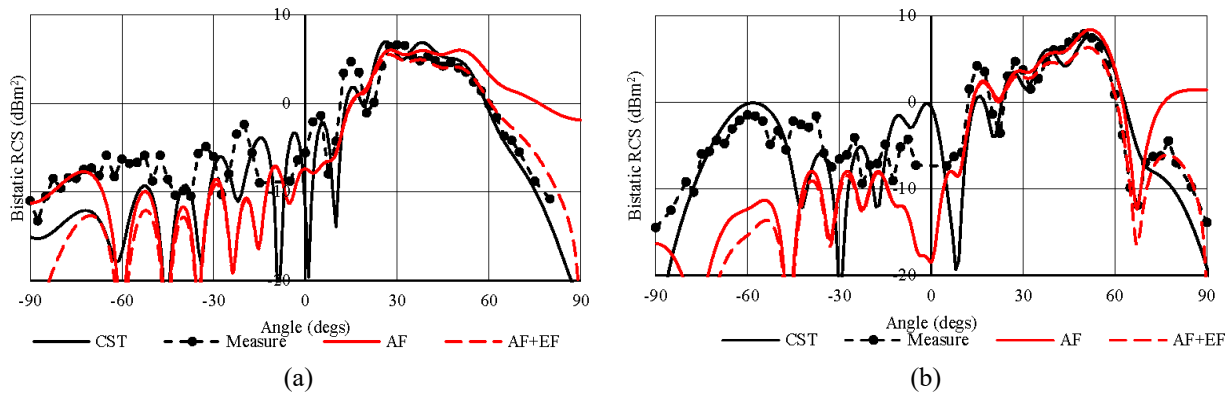 10
0
-10
-20
-90
-60
-30
0
30
60
90
Bistatic RCS (dBm²)
Angle (degs)
CST
Measure
AF
AF+EF
(a)
10
0
-10
-20
-90
-60
-30
0
30
60
90
Bistatic RCS (dBm²)
Angle (degs)
CST
Measure
AF
AF+EF
(b)